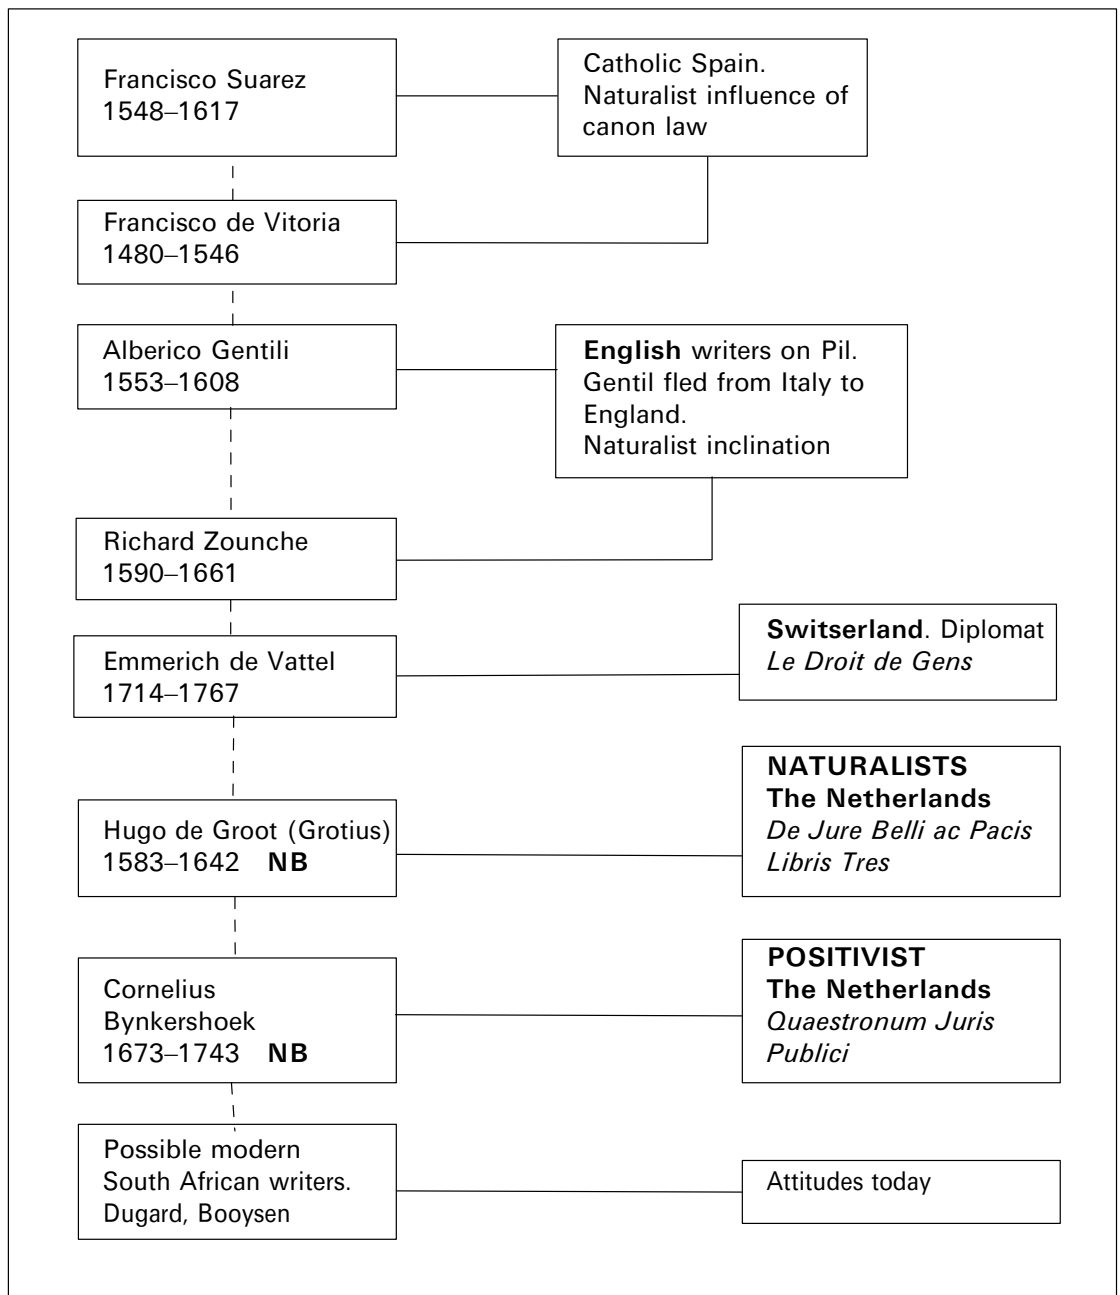 Francisco Suarez
1548–1617
Catholic Spain.
Naturalist influence of
canon law
Francisco de Vitoria
1480–1546
Alberico Gentili
1553–1608
English writers on Pil.
Gentil fled from Italy to
England.
Naturalist inclination
Richard Zounche
1590–1661
Emmerich de Vattel
1714–1767
Switserland. Diplomat
Le Droit de Gens
Hugo de Groot (Grotius)
1583–1642 NB
NATURALISTS
The Netherlands
De Jure Belli ac Pacis
Libris Tres
Cornelius
Bynkershoek
1673–1743 NB
POSITIVIST
The Netherlands
Quaestronum Juris
Publici
Possible modern
South African writers.
Dugard, Booysen
Attitudes today